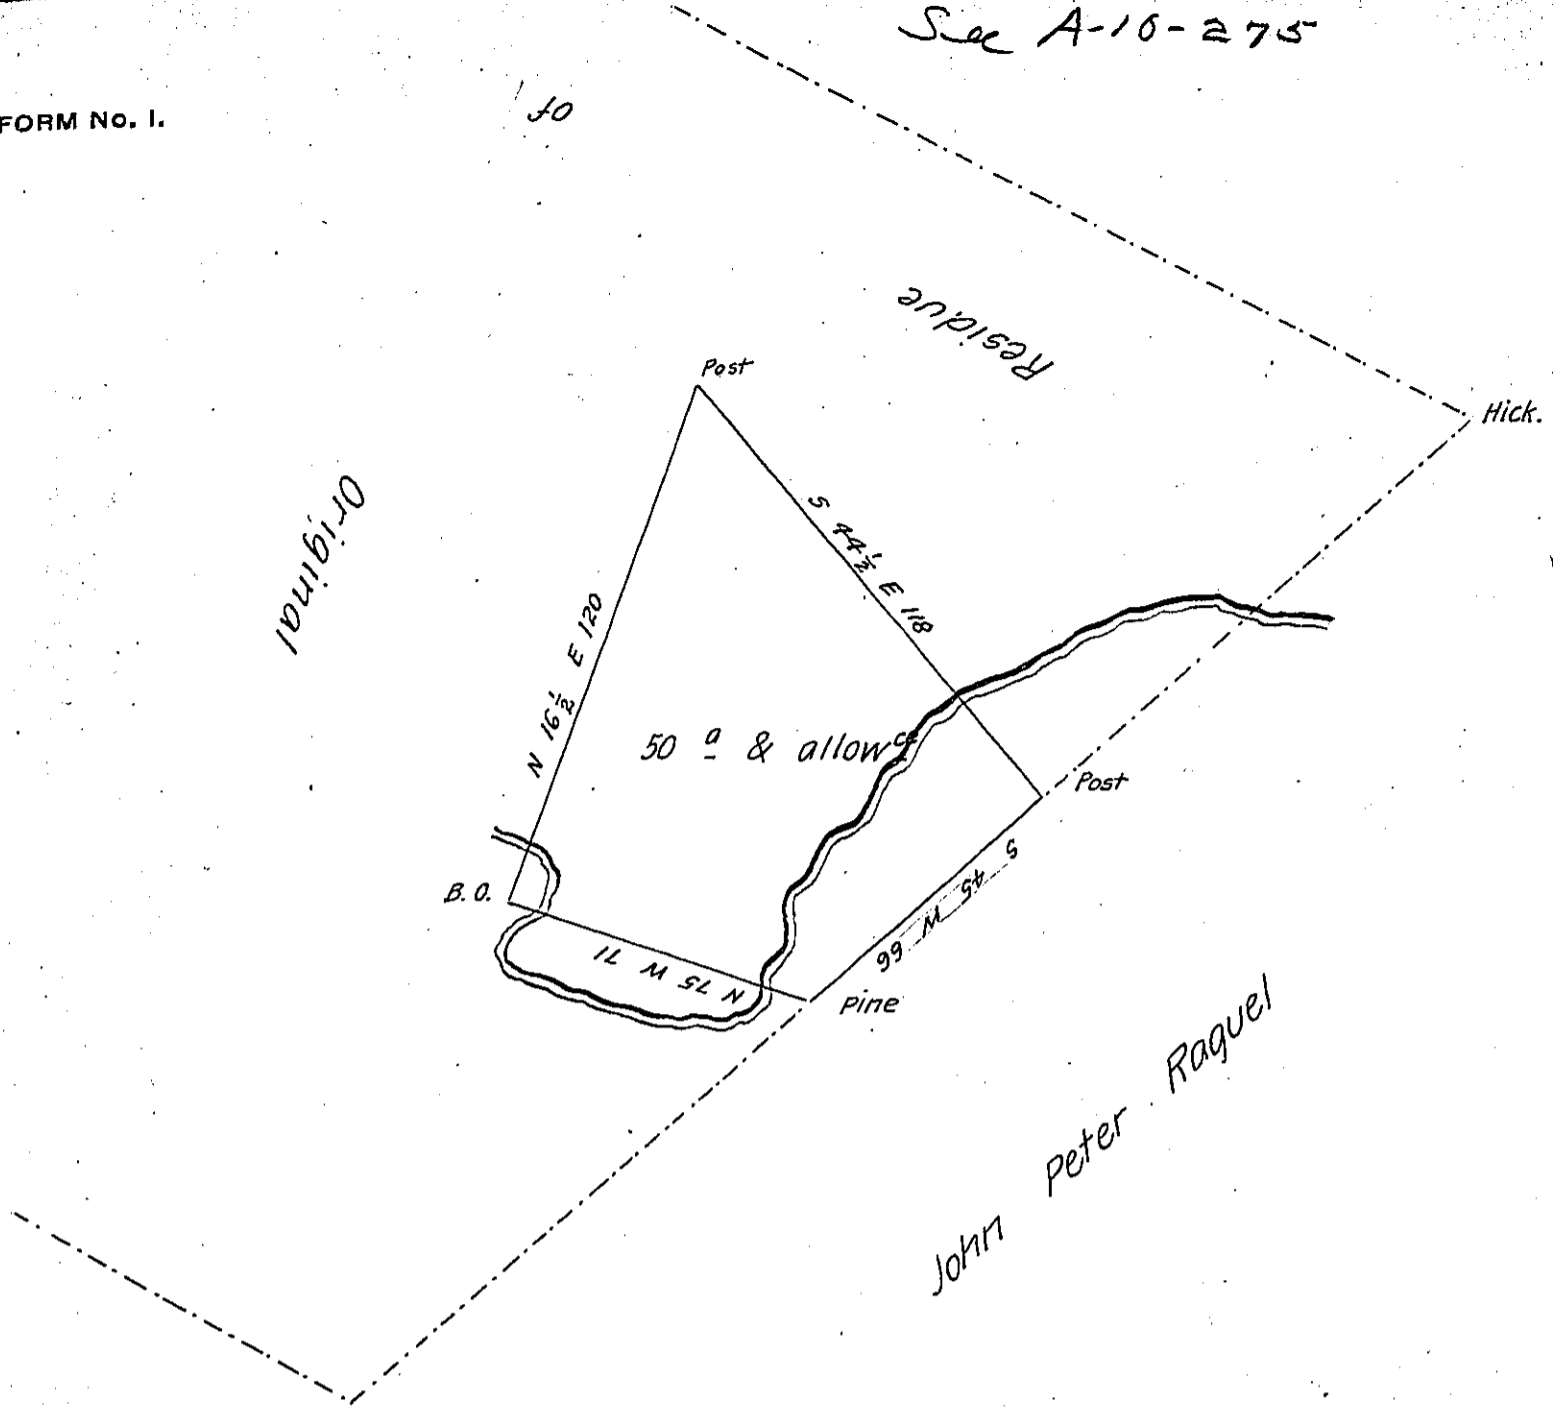 See A-10-275
FORM No. I.
of
Residue
Post
Hick.
Original
S 44½ E 118
N 16½ E 120
50 a & allowce
Post
B. O.
S 45 W 66
N 75 W 71
Pine
John Peter Raquel